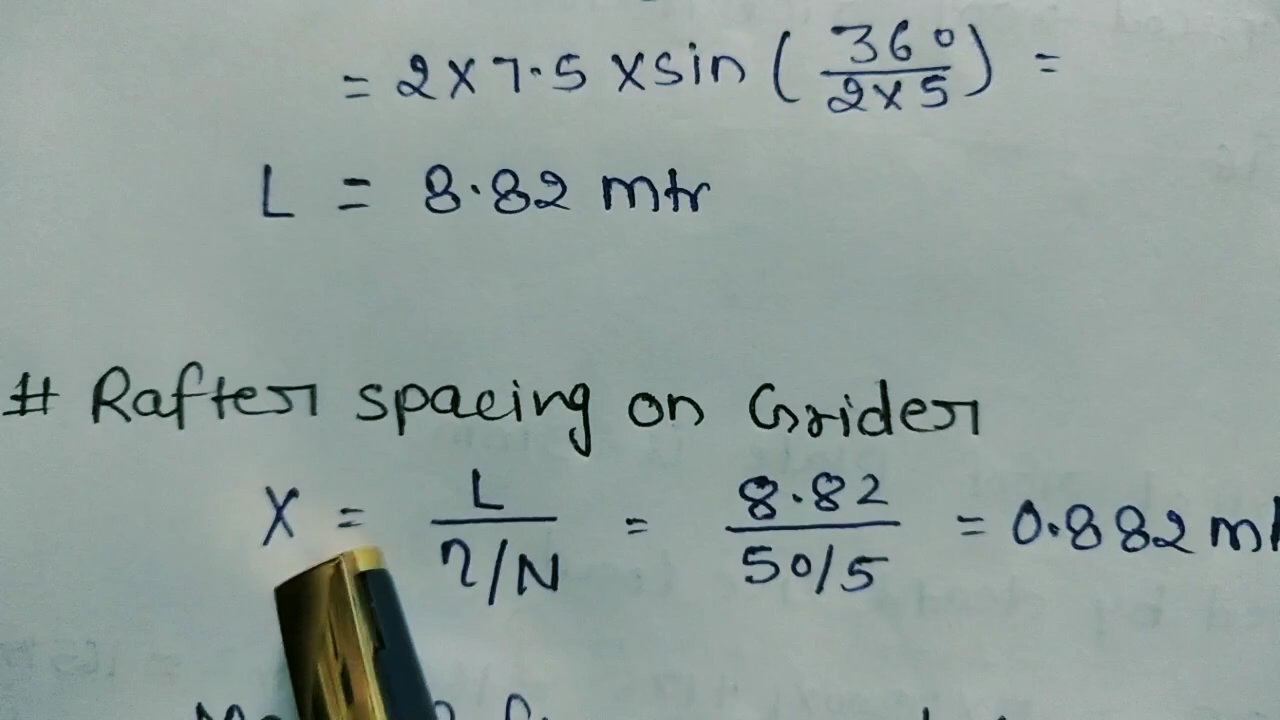 = 2 x 7.5 x sin ( 360 / 2x5 ) =
L = 8.82 mtr
# Rafter spacing on Grider
X = L / n/N = 8.82 / 50/5 = 0.882 m